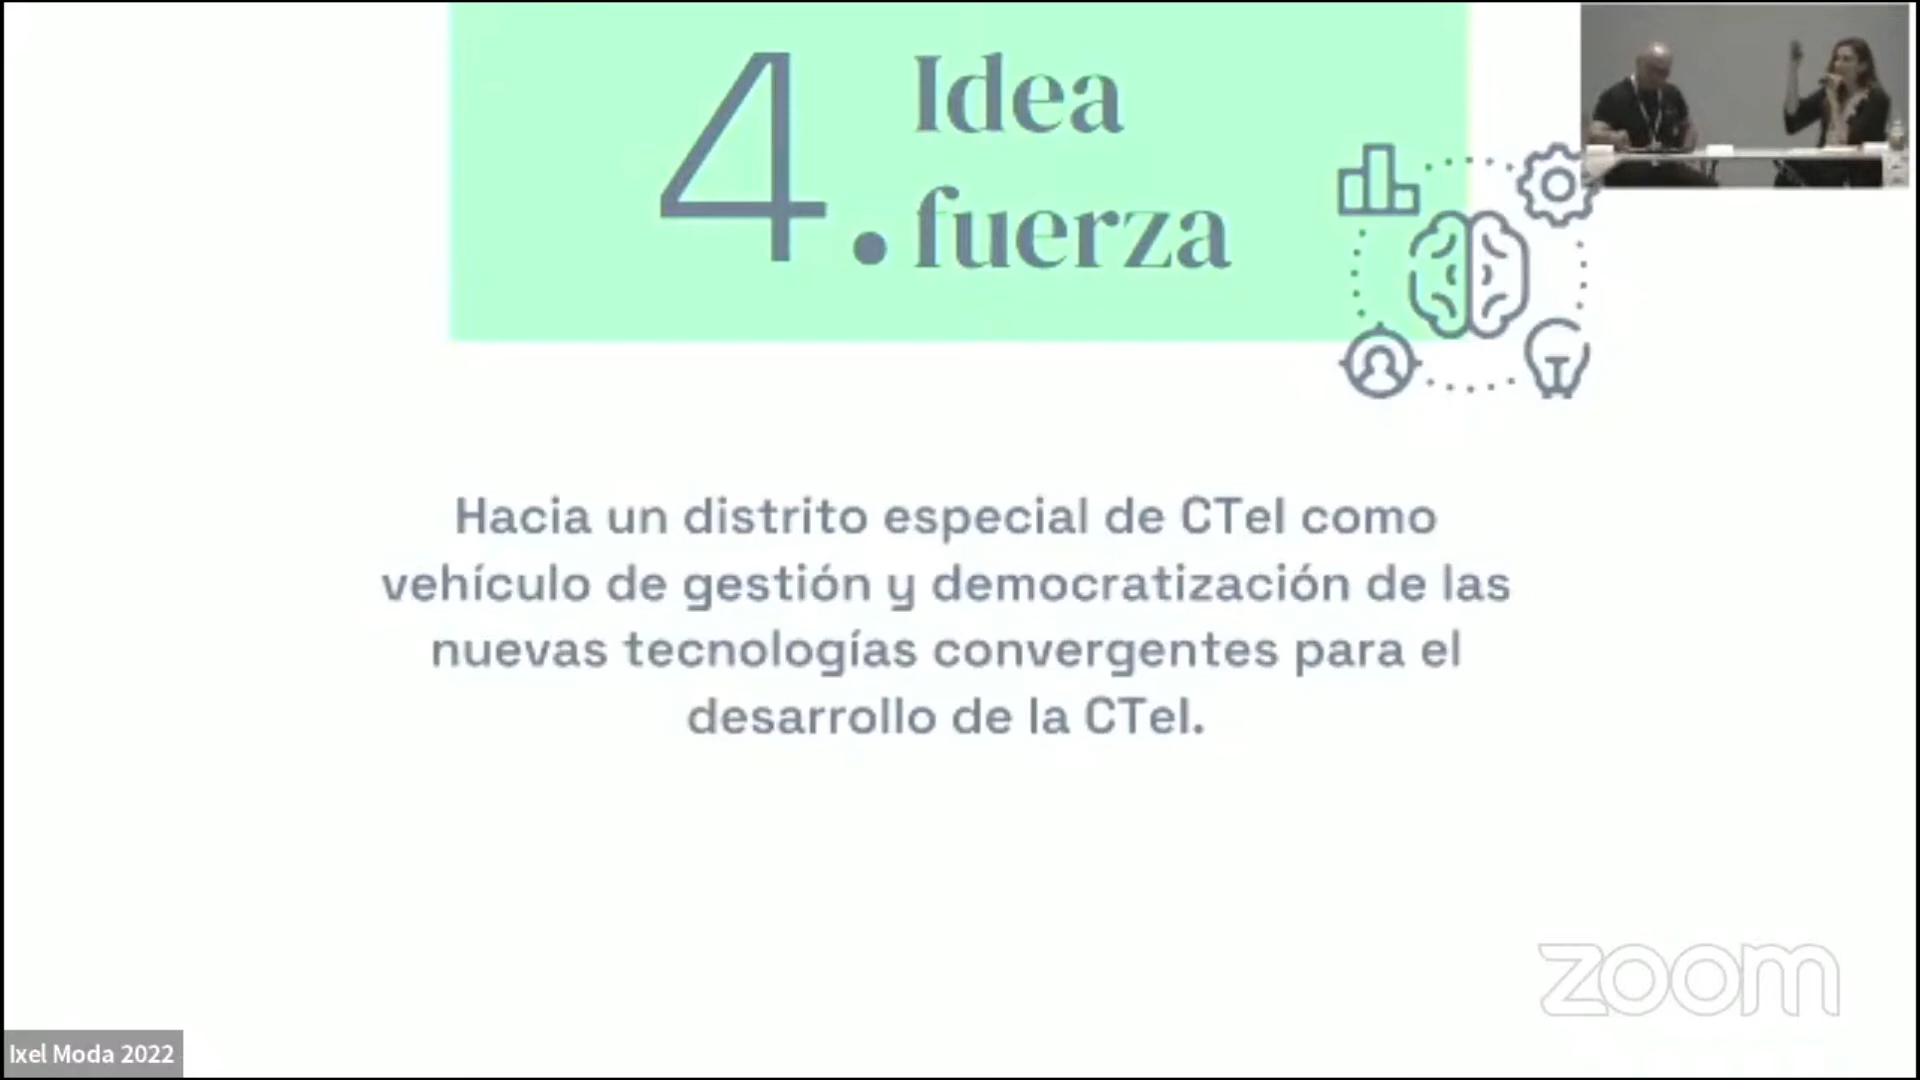 4. Idea
fuerza
Hacia un distrito especial de CTeI como
vehículo de gestión y democratización de las
nuevas tecnologías convergentes para el
desarrollo de la CTeI.
zoom
Ixel Moda 2022